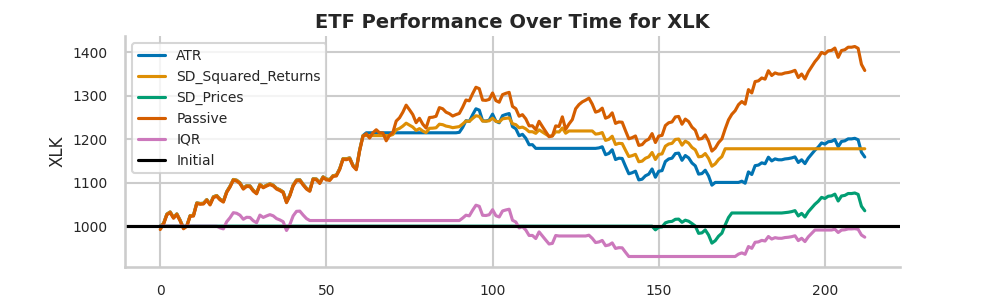 ETF Performance Over Time for XLK
XLK
1400
1300
1200
1100
1000
ATR
SD_Squared_Returns
SD_Prices
Passive
IQR
Initial
0
50
100
150
200